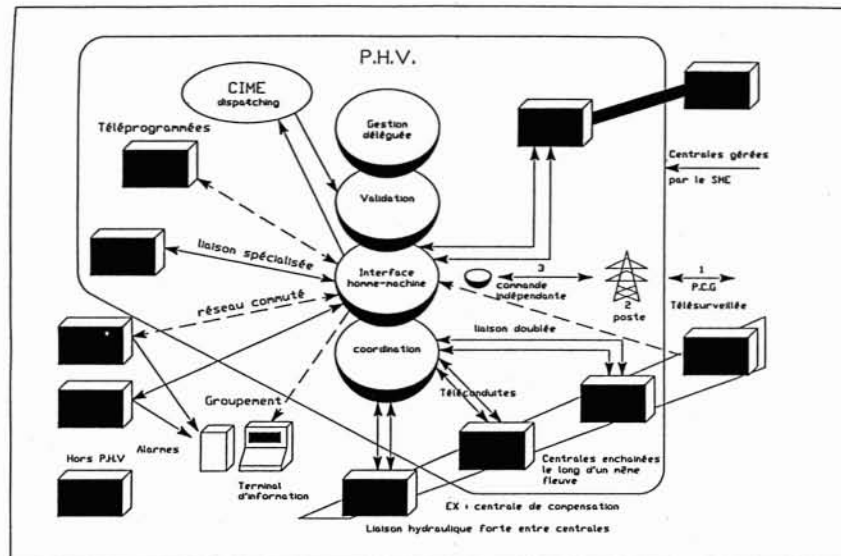 P.H.V.
CIME
dispatching
Gestion
déléguée
Téléprogrammées
Validation
Centrales gérées
par le SHE
liaison spécialisée
Interface
homme-machine
3
commande
indépendante
2
poste
1
P.C.G
Télésurveillée
réseau commuté
liaison doublée
coordination
Téléconduites
Groupement
Hors P.H.V
Alarmes
Terminal
d'information
Centrales enchaînées
le long d'un même
fleuve
EX : centrale de compensation
Liaison hydraulique forte entre centrales